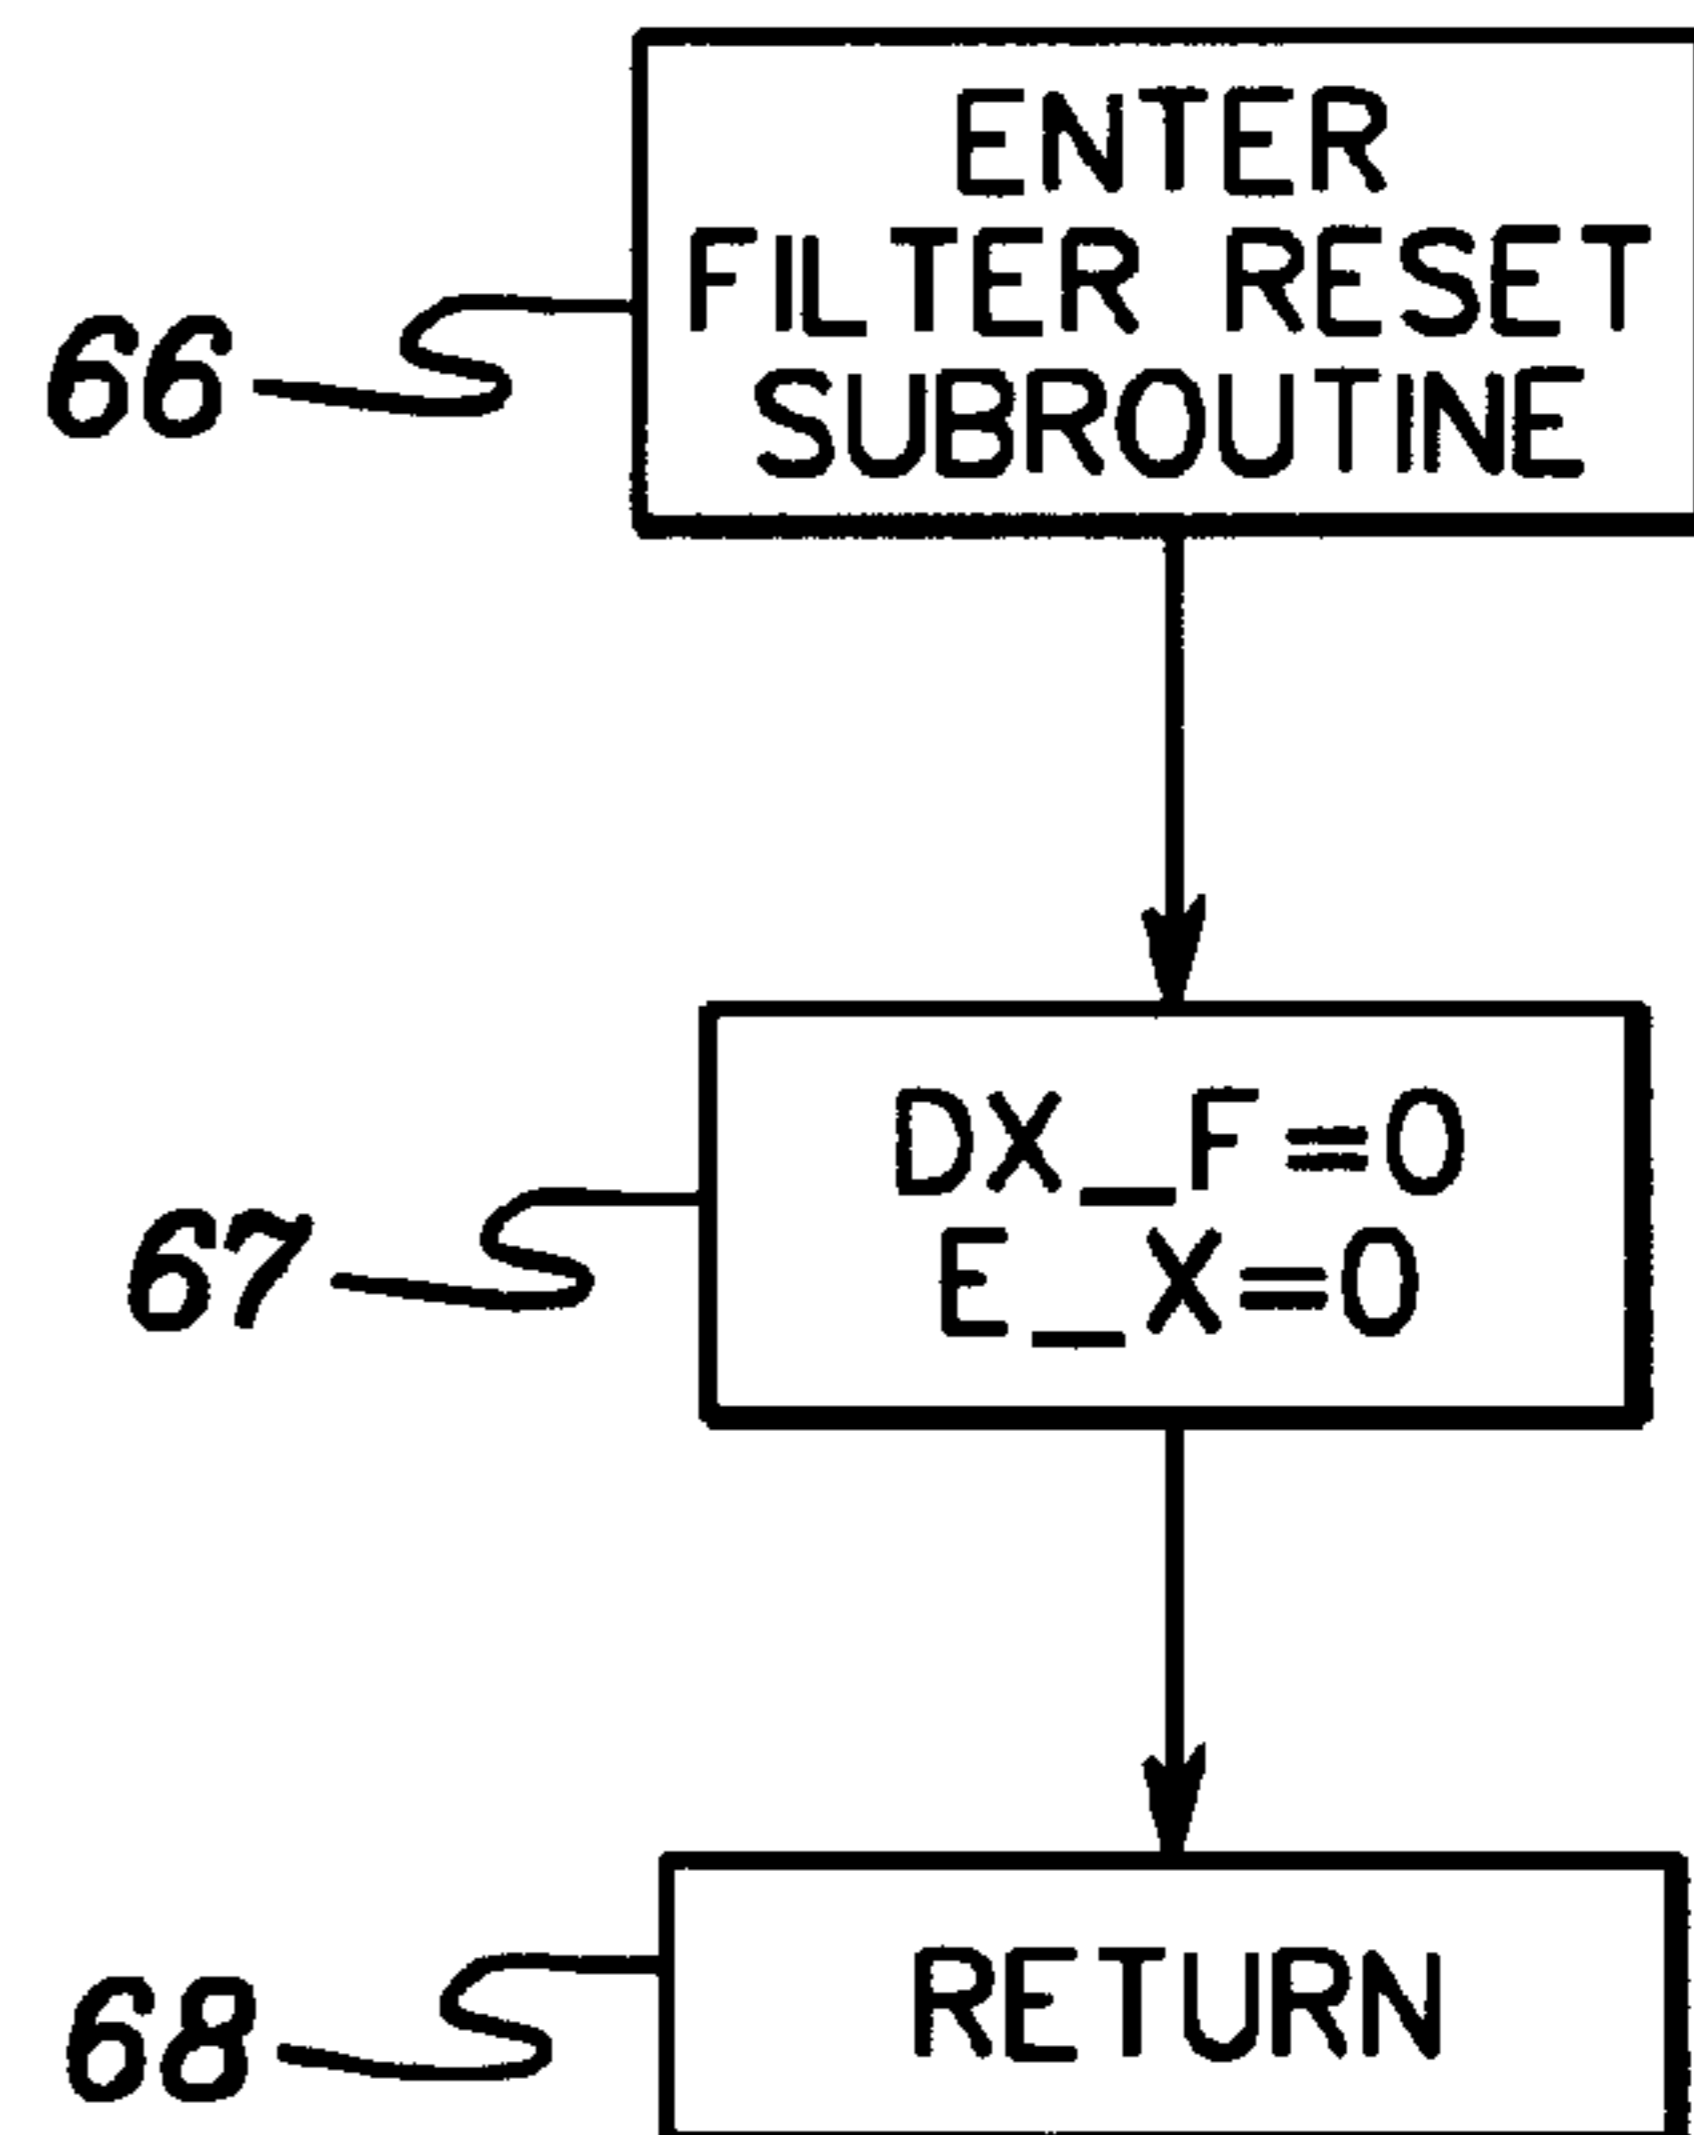 ENTER
FILTER RESET
SUBROUTINE
66
DX_F=0
E_X=0
67
RETURN
68